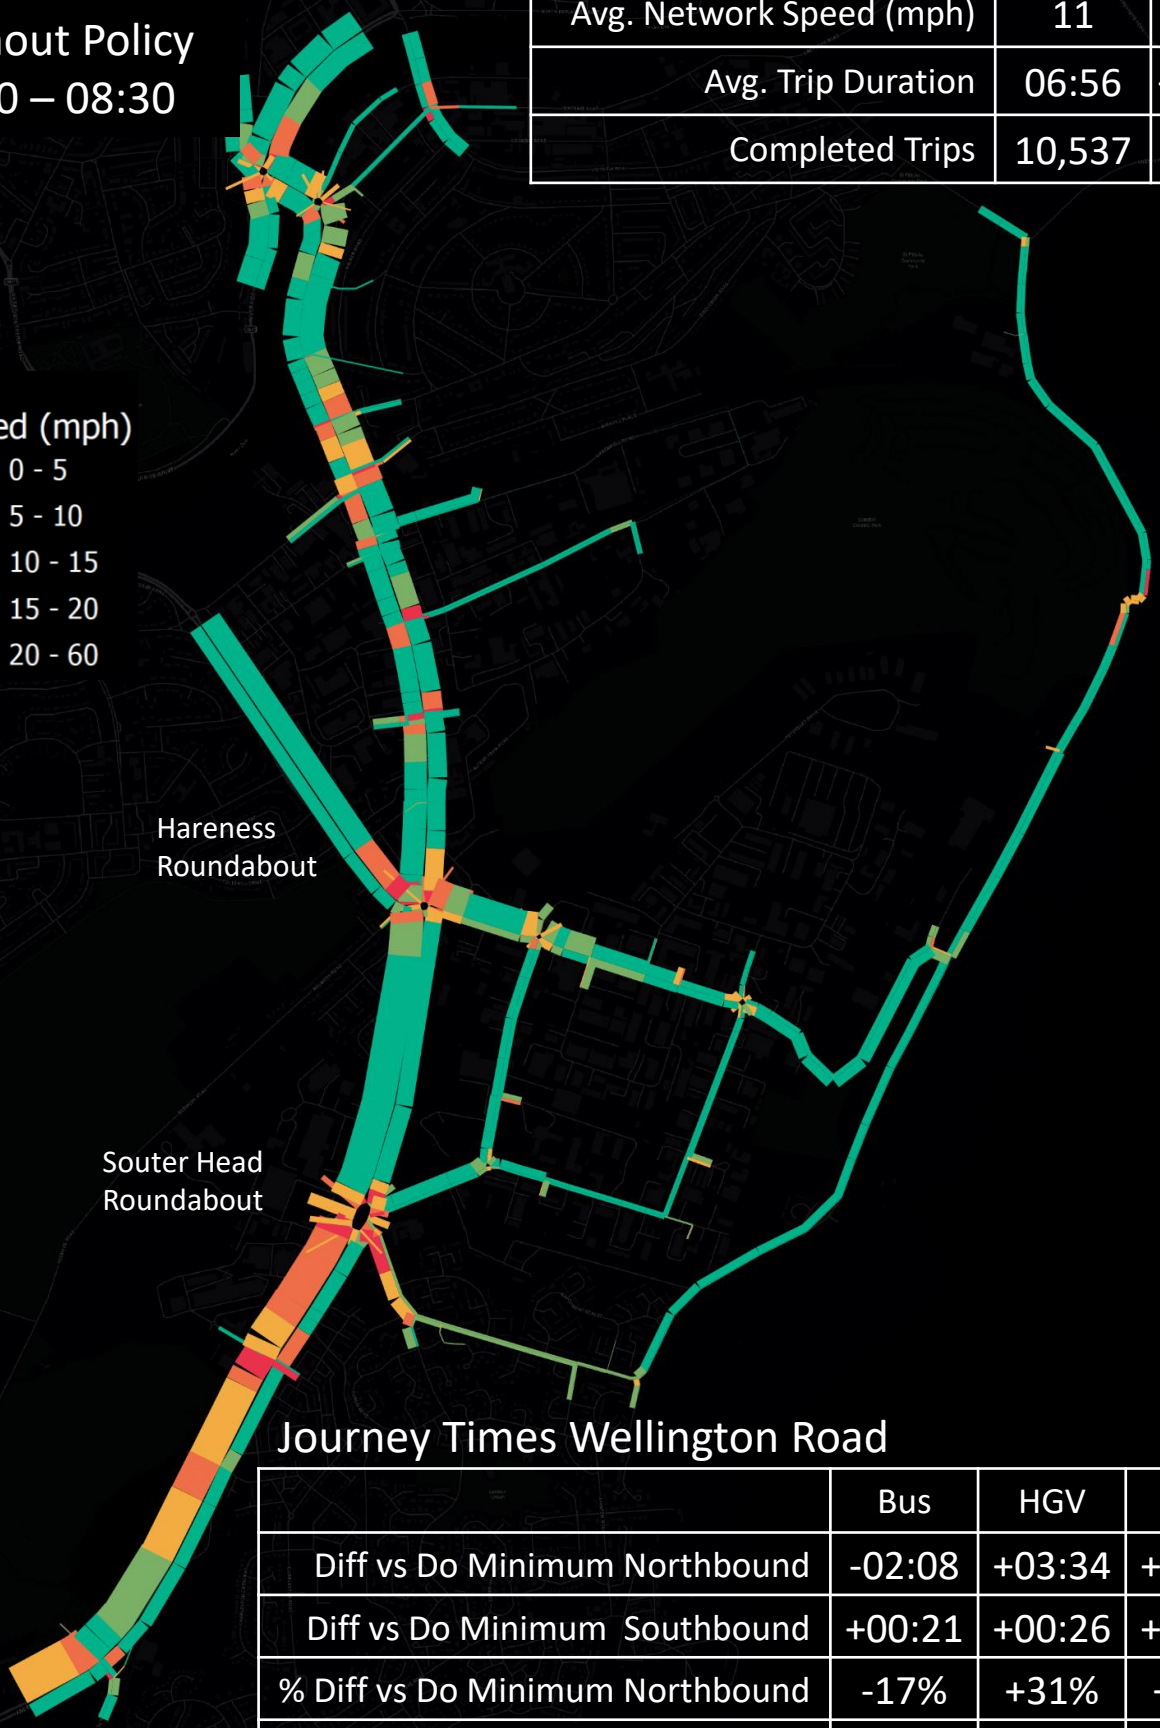 out Policy
0 – 08:30
Avg. Network Speed (mph) 11
Avg. Trip Duration 06:56
Completed Trips 10,537
ed (mph)
0 - 5
5 - 10
10 - 15
15 - 20
20 - 60
Hareness
Roundabout
Souter Head
Roundabout
Journey Times Wellington Road
Bus HGV
Diff vs Do Minimum Northbound -02:08 +03:34 +
Diff vs Do Minimum Southbound +00:21 +00:26 +
% Diff vs Do Minimum Northbound -17% +31% -